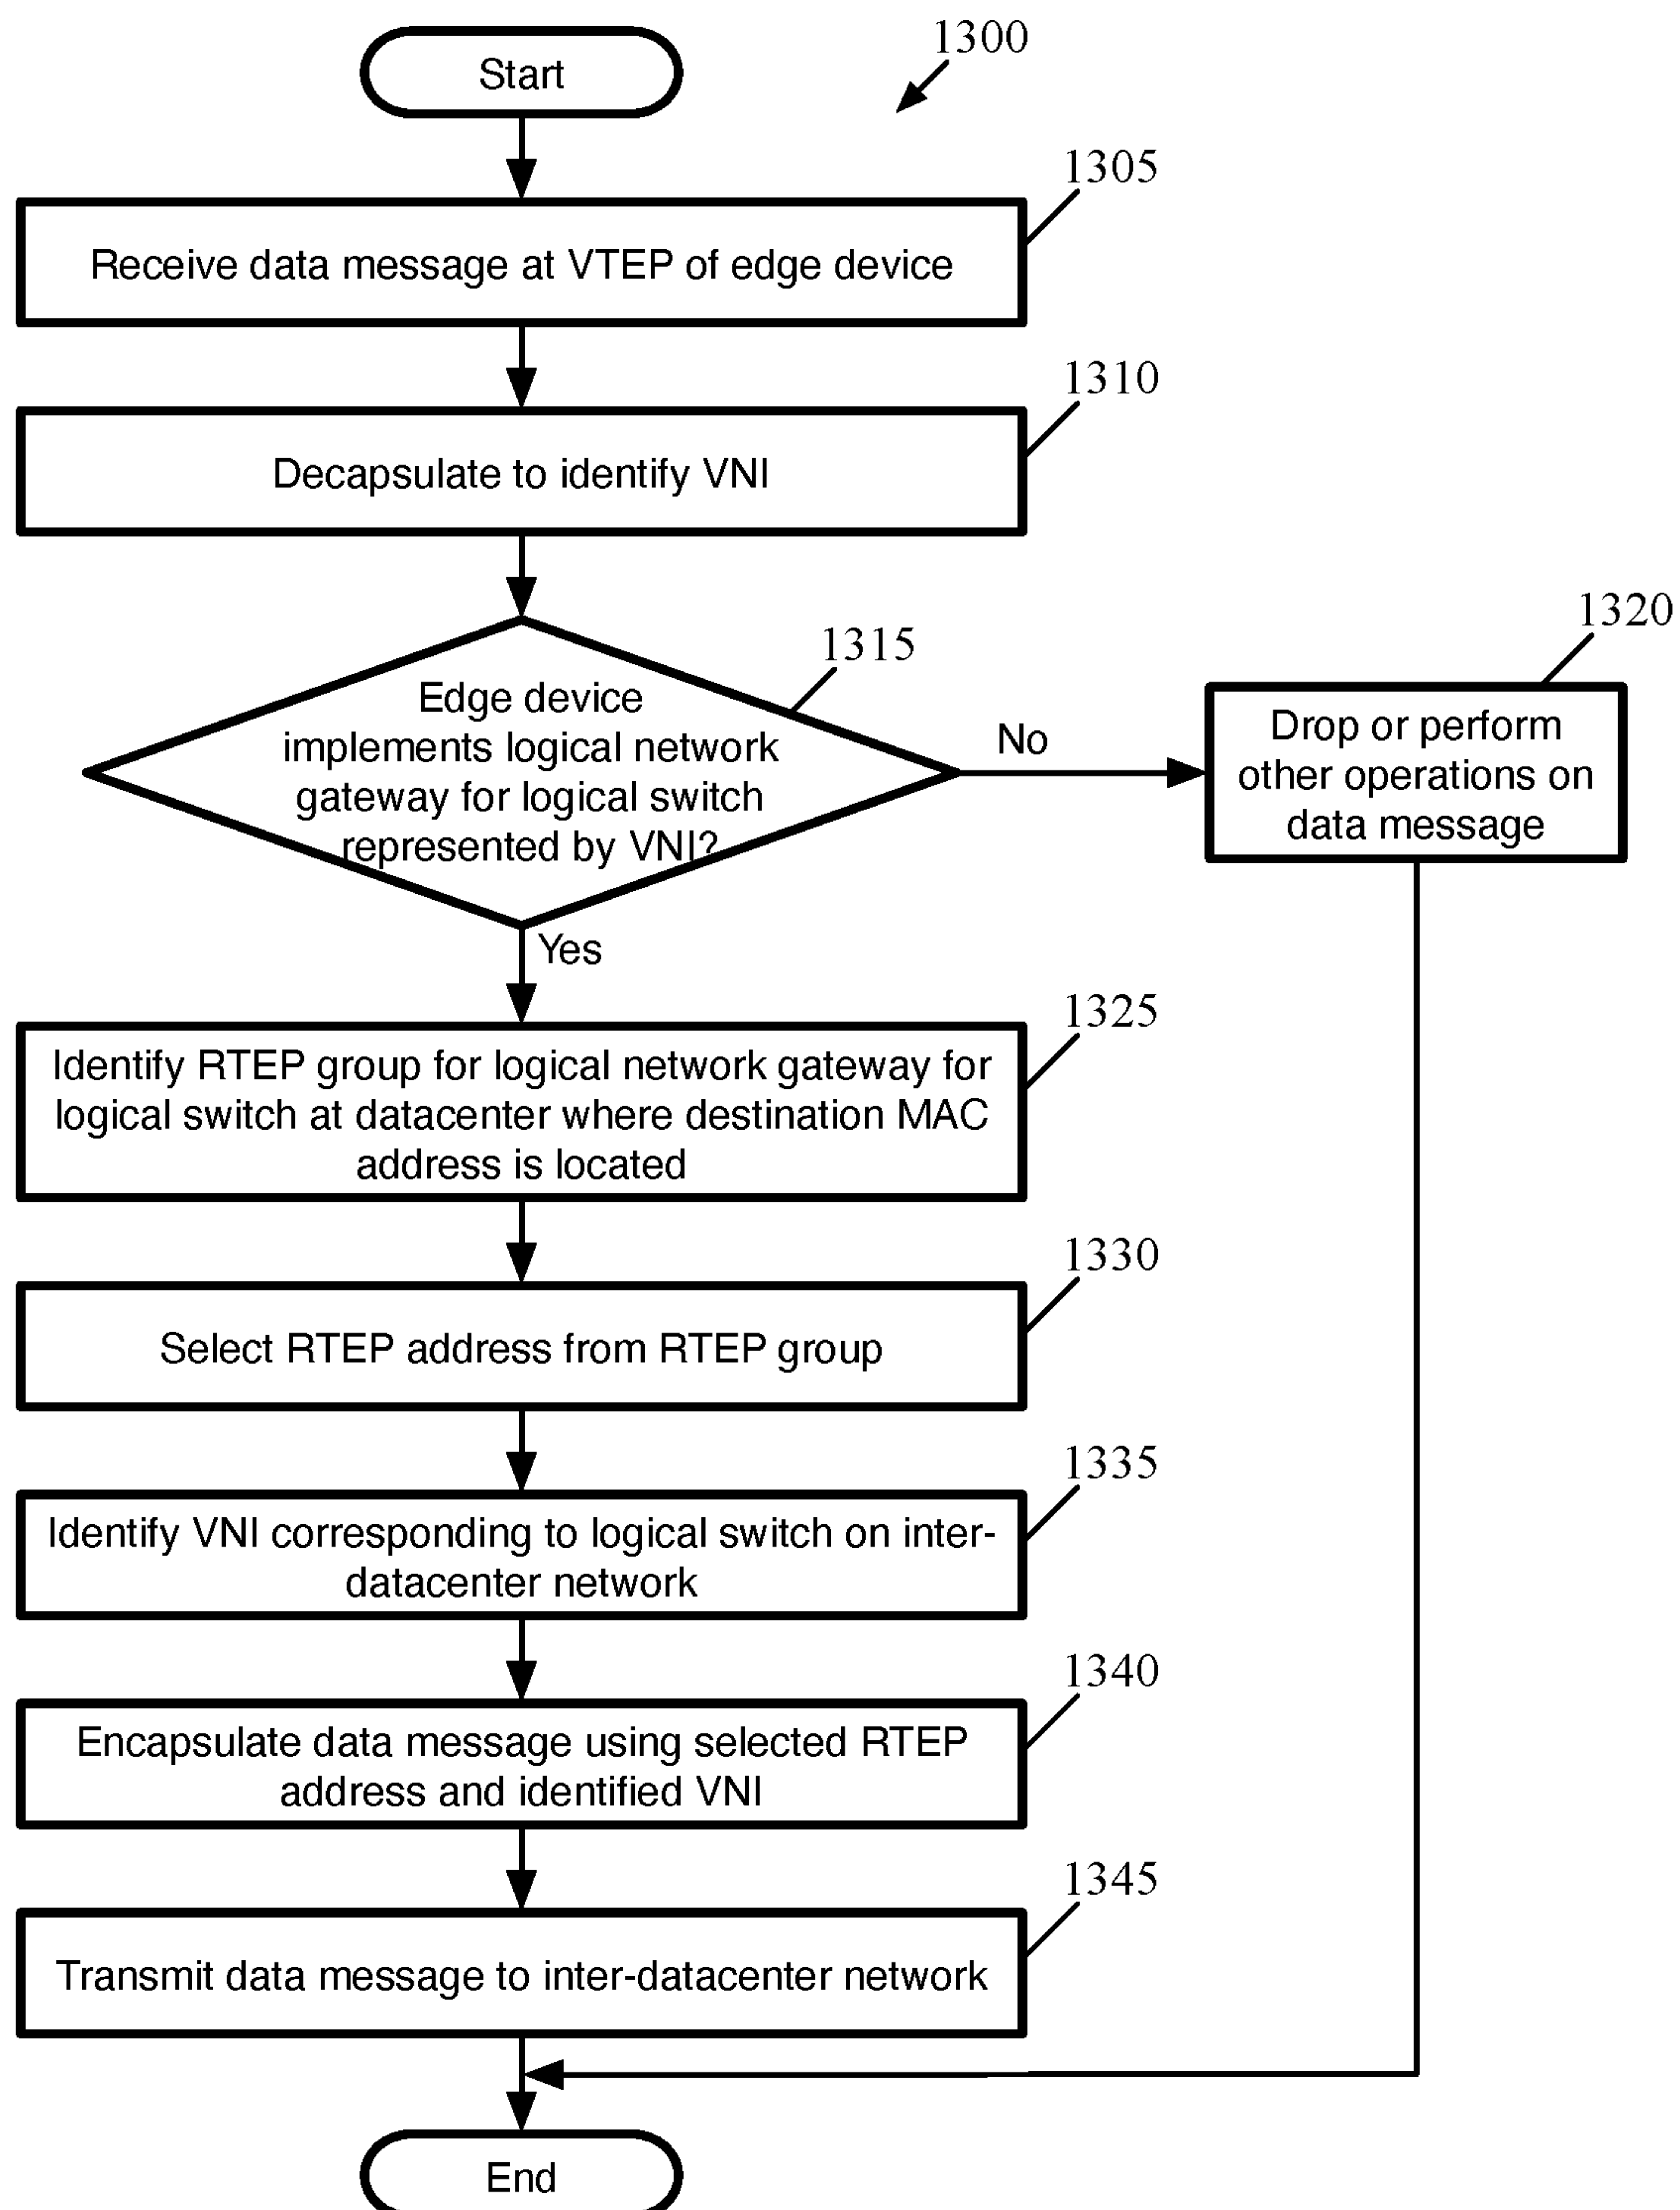 Start
1300
1305
Receive data message at VTEP of edge device
1310
Decapsulate to identify VNI
1315
Edge device
implements logical network
gateway for logical switch
represented by VNI?
No
1320
Drop or perform
other operations on
data message
Yes
1325
Identify RTEP group for logical network gateway for
logical switch at datacenter where destination MAC
address is located
1330
Select RTEP address from RTEP group
1335
Identify VNI corresponding to logical switch on inter-
datacenter network
1340
Encapsulate data message using selected RTEP
address and identified VNI
1345
Transmit data message to inter-datacenter network
End